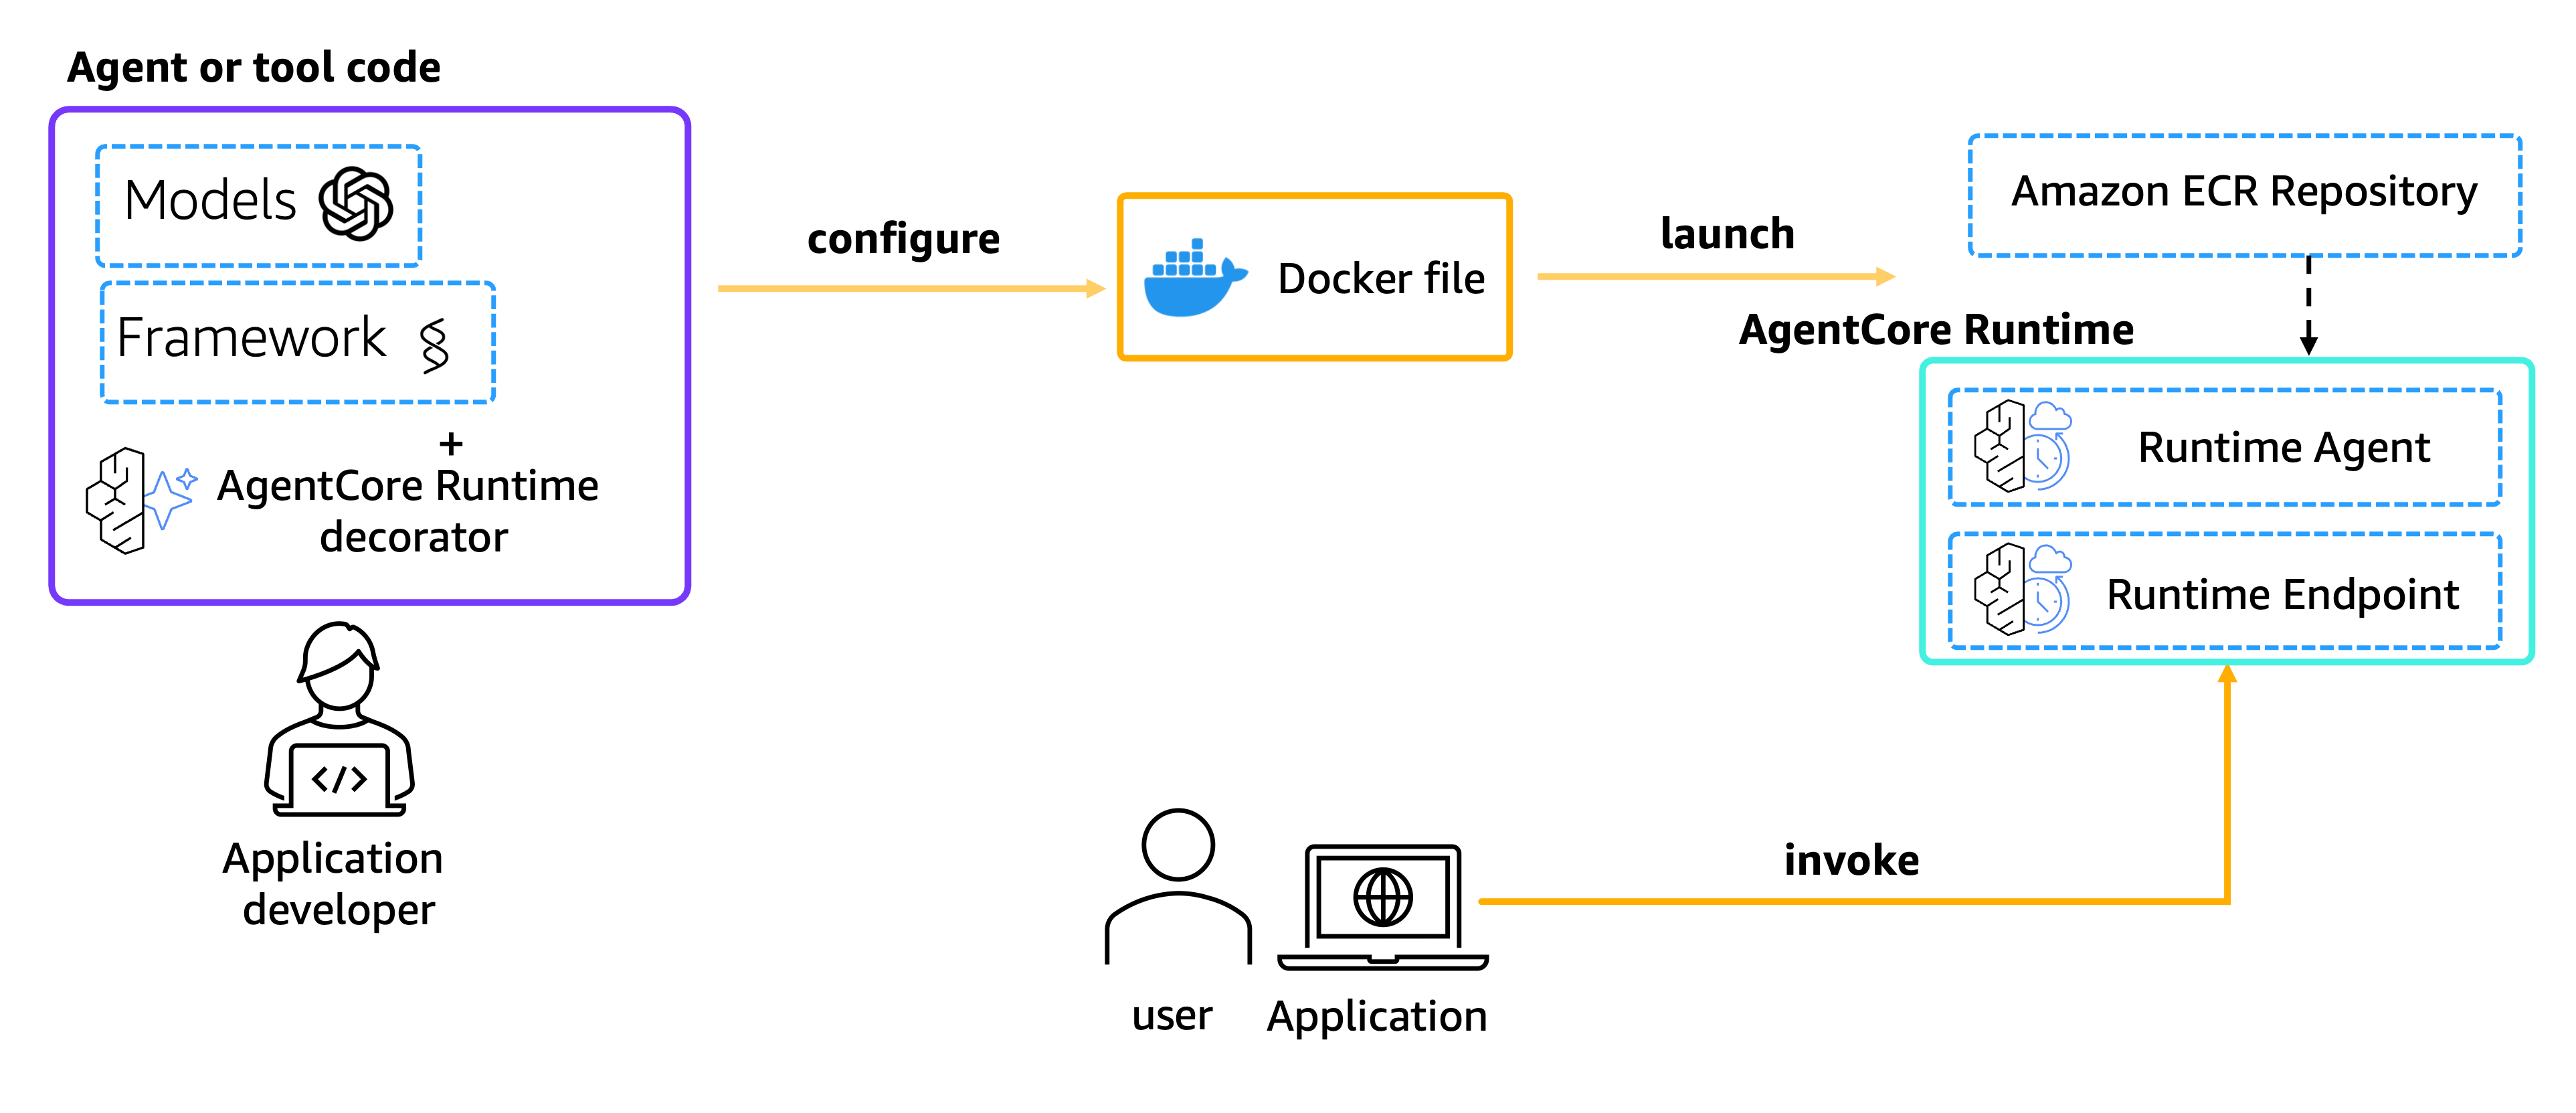 Agent or tool code
Models
Framework
+
AgentCore Runtime
decorator
Application
developer
configure
Docker file
launch
Amazon ECR Repository
AgentCore Runtime
Runtime Agent
Runtime Endpoint
invoke
user
Application